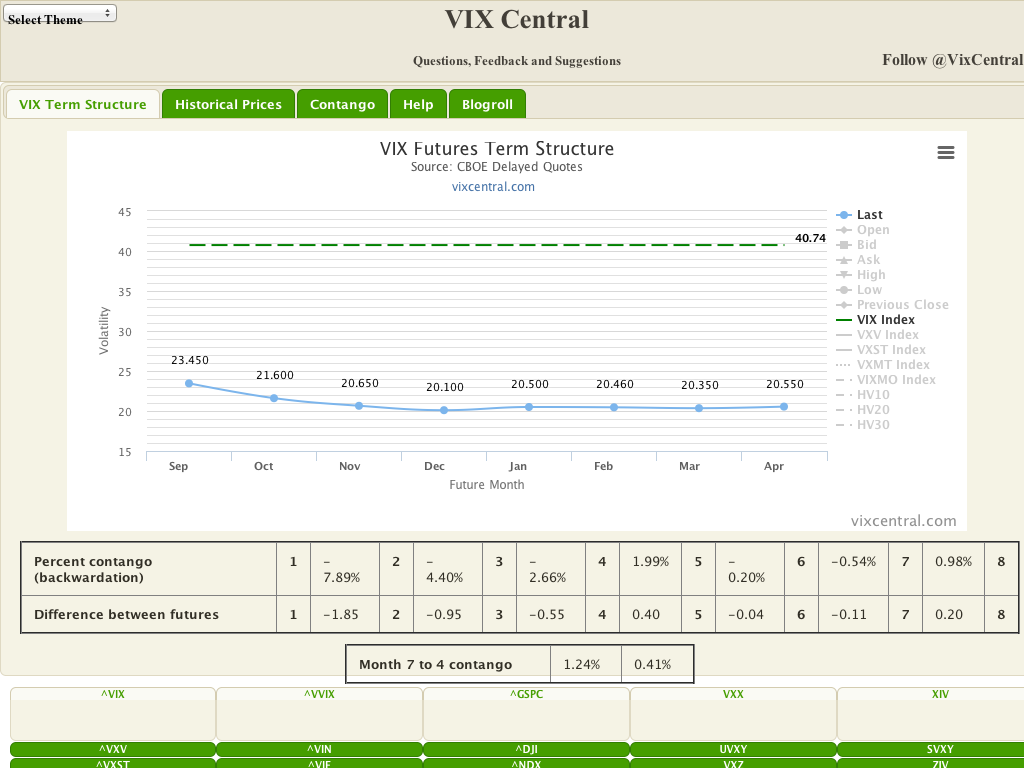 Select Theme
VIX Central
Questions, Feedback and Suggestions
Follow @VixCentral
VIX Term Structure
Historical Prices
Contango
Help
Blogroll
VIX Futures Term Structure
Source: CBOE Delayed Quotes
vixcentral.com
45
40
35
30
25
20
15
Volatility
40.74
23.450
21.600
20.650
20.100
20.500
20.460
20.350
20.550
Sep
Oct
Nov
Dec
Jan
Feb
Mar
Apr
Future Month
Last
Open
Bid
Ask
High
Low
Previous Close
VIX Index
VXV Index
VXST Index
VXMT Index
VIXMO Index
HV10
HV20
HV30
vixcentral.com
Percent contango
(backwardation)
1
–
7.89%
2
–
4.40%
3
–
2.66%
4
1.99%
5
–
0.20%
6
−0.54%
7
0.98%
8
Difference between futures
1
−1.85
2
−0.95
3
−0.55
4
0.40
5
−0.04
6
−0.11
7
0.20
8
Month 7 to 4 contango
1.24%
0.41%
^VIX
^VVIX
^GSPC
VXX
XIV
^VXV
^VIN
^DJI
UVXY
SVXY
^VXST
^VIF
^NDX
VXZ
ZIV